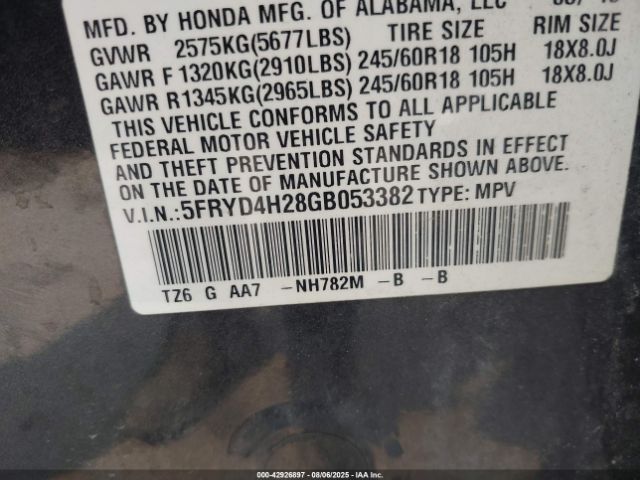 MFD. BY HONDA MFG. OF ALABAMA, LLC
GVWR 2575KG(5677LBS) TIRE SIZE RIM SIZE
GAWR F 1320KG(2910LBS) 245/60R18 105H 18X8.0J
GAWR R 1345KG(2965LBS) 245/60R18 105H 18X8.0J
THIS VEHICLE CONFORMS TO ALL APPLICABLE
FEDERAL MOTOR VEHICLE SAFETY
AND THEFT PREVENTION STANDARDS IN EFFECT
ON THE DATE OF MANUFACTURE SHOWN ABOVE.
V.I.N.:5FRYD4H28GB053382 TYPE: MPV
TZ6 G AA7 -NH782M -B -B
000-42926897 - 08/06/2025 - IAA Inc.